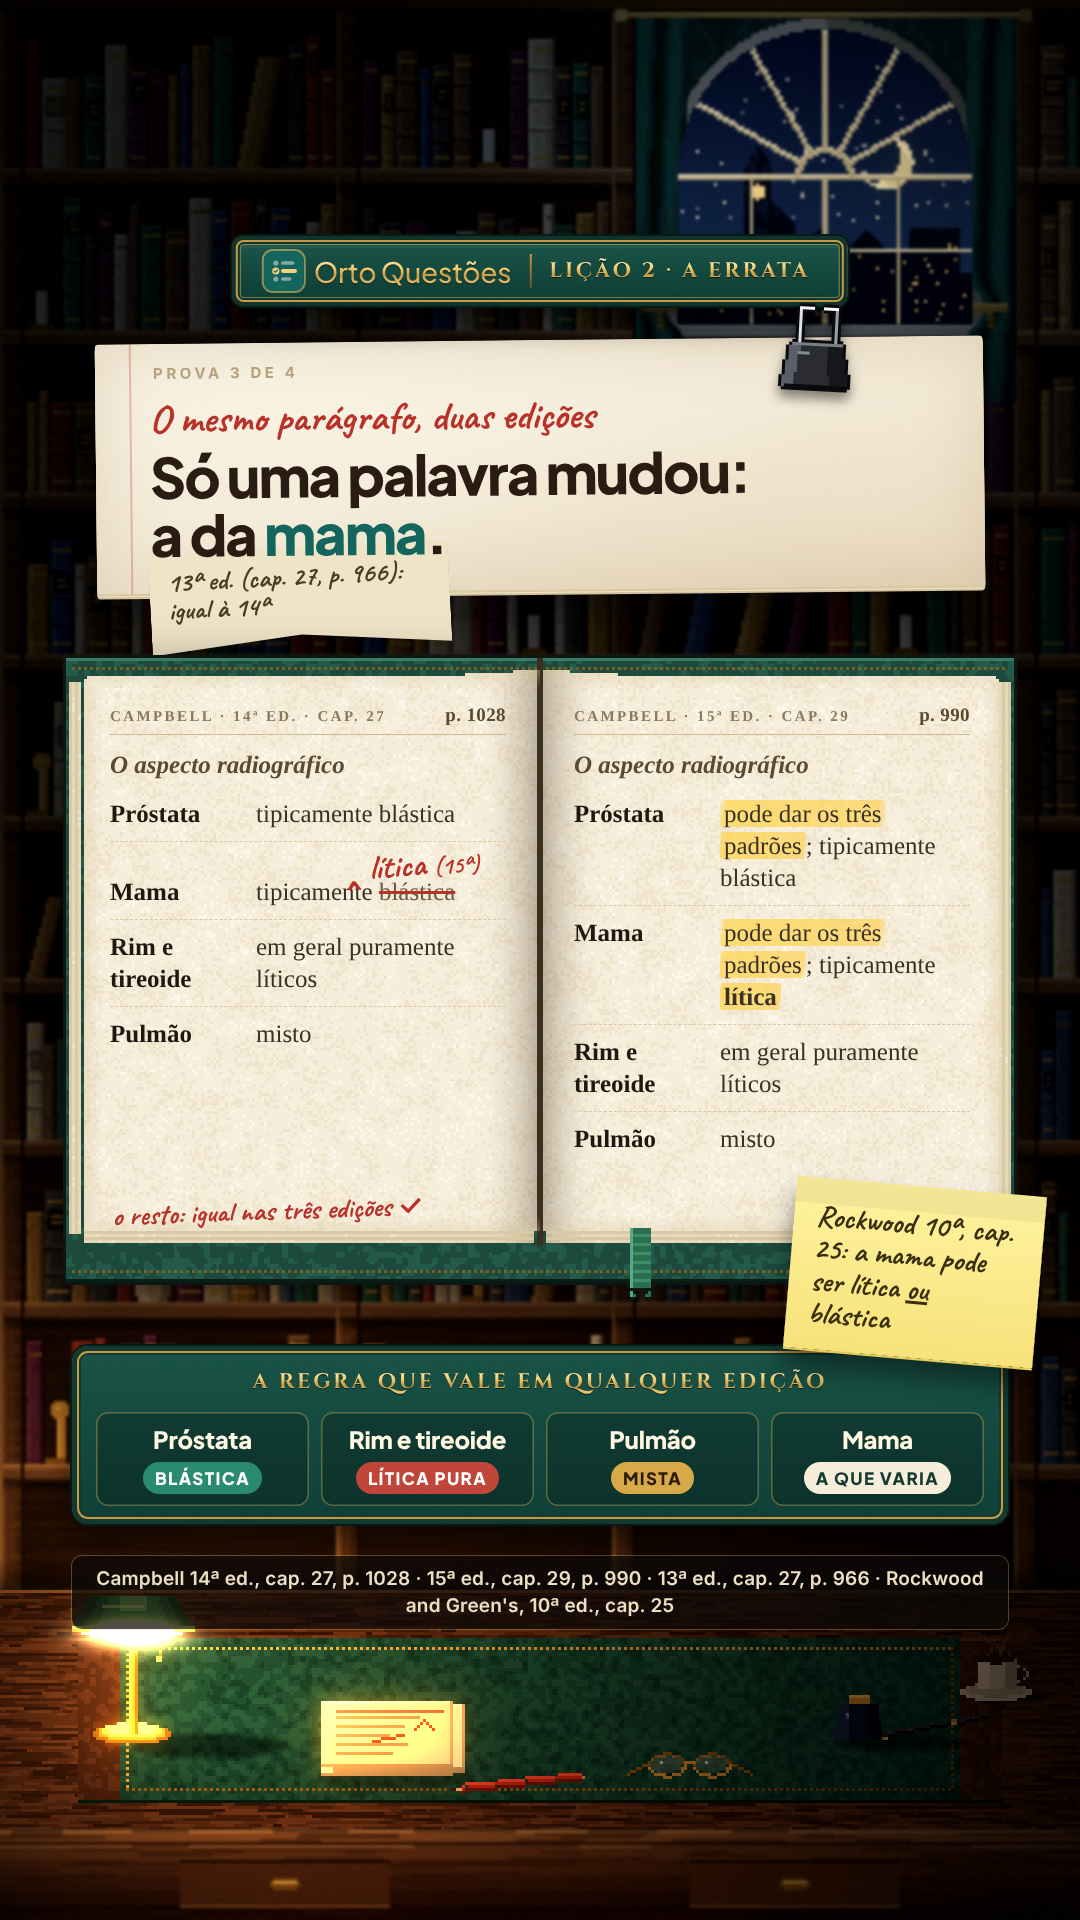 Orto Questões | LIÇÃO 2 · A ERRATA
PROVA 3 DE 4
O mesmo parágrafo, duas edições
Só uma palavra mudou:
a da mama.
13ª ed. (cap. 27, p. 966):
igual à 14ª
CAMPBELL · 14ª ED. · CAP. 27 p. 1028
O aspecto radiográfico
Próstata tipicamente blástica
lítica (15ª)
Mama tipicamente blástica
Rim e em geral puramente
tireoide líticos
Pulmão misto
o resto: igual nas três edições ✓
CAMPBELL · 15ª ED. · CAP. 29 p. 990
O aspecto radiográfico
Próstata pode dar os três
padrões; tipicamente
blástica
Mama pode dar os três
padrões; tipicamente
lítica
Rim e em geral puramente
tireoide líticos
Pulmão misto
Rockwood 10ª, cap.
25: a mama pode
ser lítica ou
blástica
A REGRA QUE VALE EM QUALQUER EDIÇÃO
Próstata
BLÁSTICA
Rim e tireoide
LÍTICA PURA
Pulmão
MISTA
Mama
A QUE VARIA
Campbell 14ª ed., cap. 27, p. 1028 · 15ª ed., cap. 29, p. 990 · 13ª ed., cap. 27, p. 966 · Rockwood
and Green's, 10ª ed., cap. 25